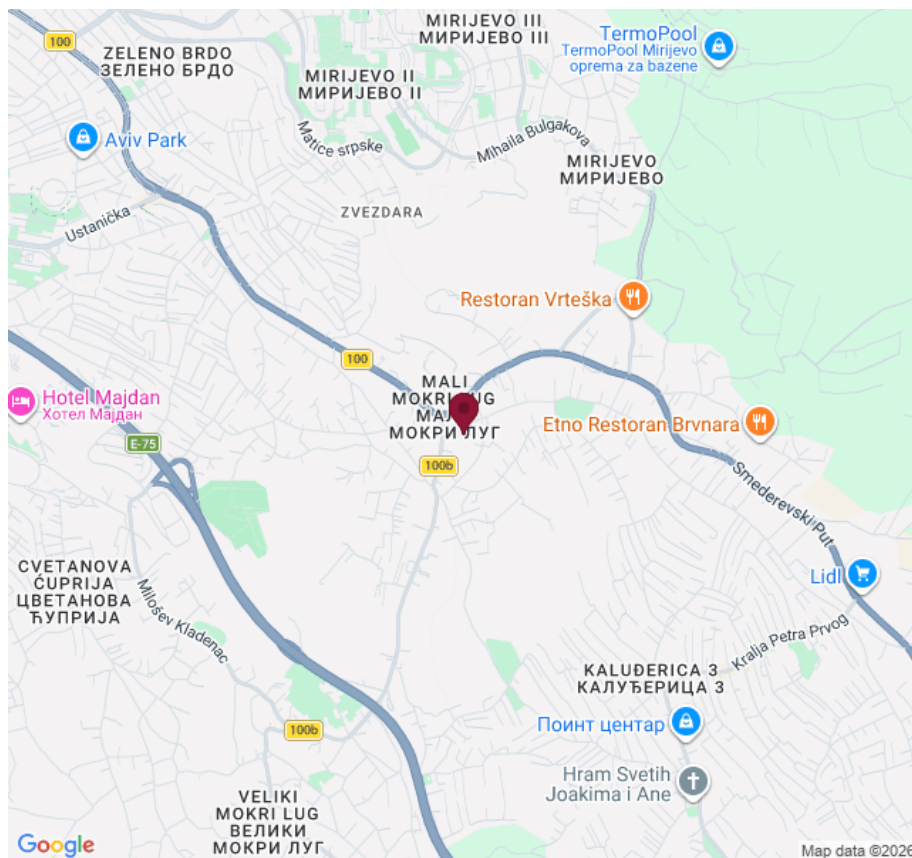 MIRIJEVO III
МИРИЈЕВО III
TermoPool
TermoPool Mirijevo
oprema za bazene
100
ZELENO BRDO
ЗЕЛЕНО БРДО
MIRIJEVO II
МИРИЈЕВО II
Aviv Park
Matice srpske
Mihaila Bulgakova
MIRIJEVO
МИРИЈЕВО
ZVEZDARA
Ustanička
Restoran Vrteška
100
MALI
MOKRI LUG
МАЛИ
МОКРИ ЛУГ
Hotel Majdan
Хотел Мајдан
Etno Restoran Brvnara
E-75
100b
Smederevski Put
CVETANOVA
ĆUPRIJA
ЦВЕТАНОВА
ЋУПРИЈА
Lidl
Milošev Kladenac
Kralja Petra Prvog
KALUĐERICA 3
КАЛУЂЕРИЦА 3
Поинт центар
100b
Hram Svetih
Joakima i Ane
VELIKI
MOKRI LUG
ВЕЛИКИ
МОКРИ ЛУГ
Google
Map data ©2026